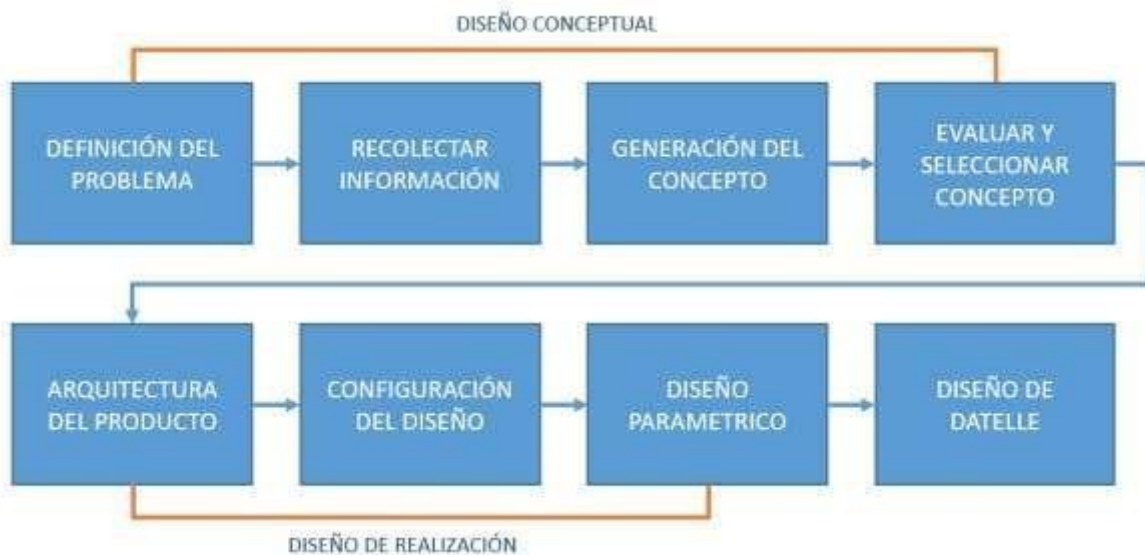 DISEÑO CONCEPTUAL
DEFINICIÓN DEL
PROBLEMA
RECOLECTAR
INFORMACIÓN
GENERACIÓN DEL
CONCEPTO
EVALUAR Y
SELECCIONAR
CONCEPTO
ARQUITECTURA
DEL PRODUCTO
CONFIGURACIÓN
DEL DISEÑO
DISEÑO
PARAMETRICO
DISEÑO DE
DATELLE
DISEÑO DE REALIZACIÓN